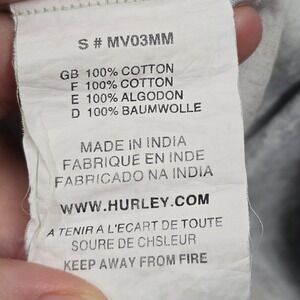 S # MV03MM
GB 100% COTTON
F 100% COTTON
E 100% ALGODON
D 100% BAUMWOLLE
MADE IN INDIA
FABRIQUE EN INDE
FABRICADO NA INDIA
WWW.HURLEY.COM
A TENIR A L'ECART DE TOUTE
SOURE DE CHSLEUR
KEEP AWAY FROM FIRE